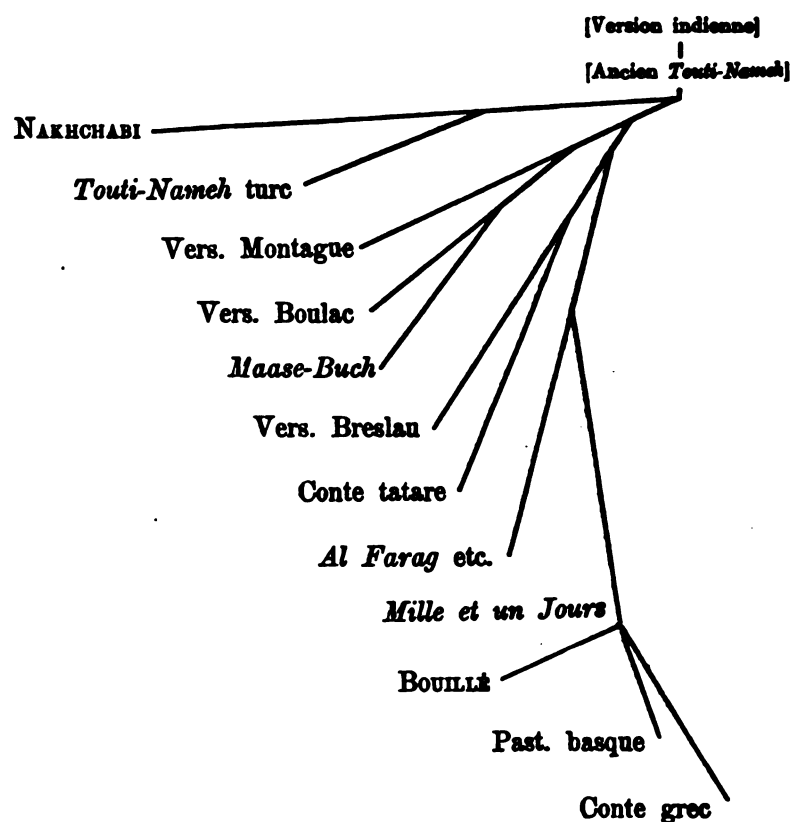 [Version indienne]
[Ancien Touti-Nameh]
NAKHCHABI
Touti-Nameh turc
Vers. Montague
Vers. Boulac
Maase-Buch
Vers. Breslau
Conte tatare
Al Farag etc.
Mille et un Jours
BOUILLÉ
Past. basque
Conte grec